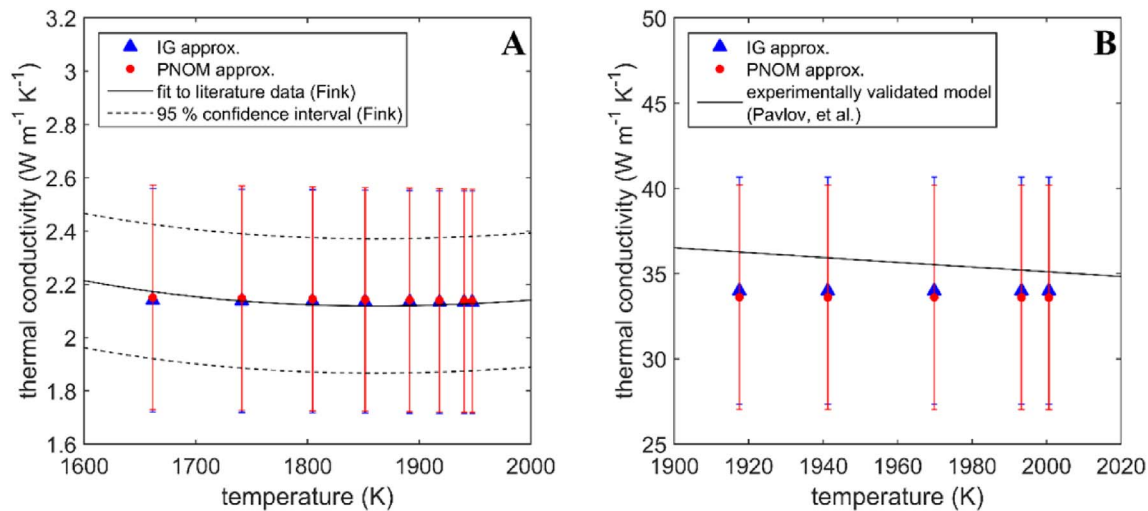 A
IG approx.
PNOM approx.
fit to literature data (Fink)
95 % confidence interval (Fink)
thermal conductivity (W m⁻¹ K⁻¹)
3.2
3
2.8
2.6
2.4
2.2
2
1.8
1.6
1600 1700 1800 1900 2000
temperature (K)
B
IG approx.
PNOM approx.
experimentally validated model
(Pavlov, et al.)
thermal conductivity (W m⁻¹ K⁻¹)
50
45
40
35
30
25
1900 1920 1940 1960 1980 2000 2020
temperature (K)